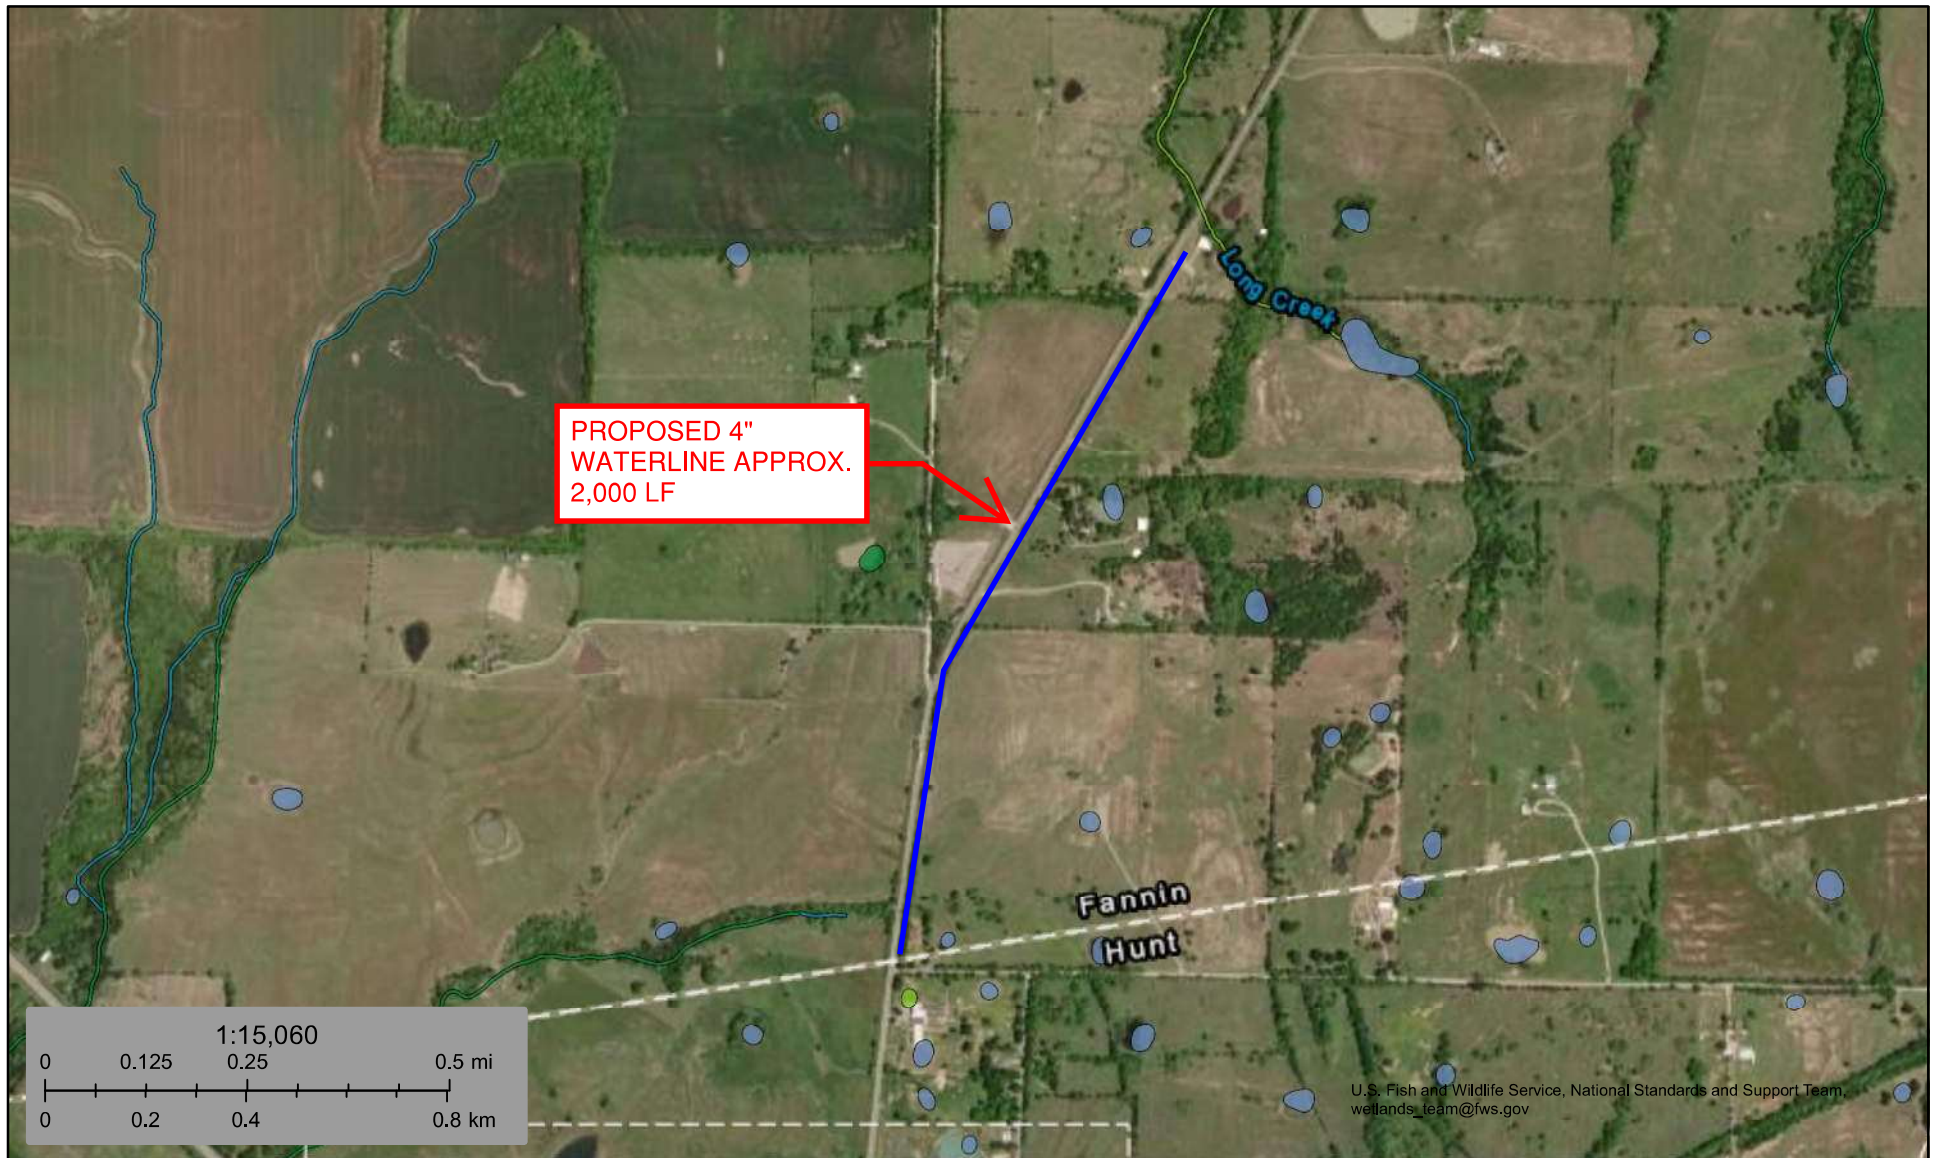 Long Creek
PROPOSED 4"
WATERLINE APPROX.
2,000 LF
Fannin
Hunt
1:15,060
0 0.125 0.25 0.5 mi
0 0.2 0.4 0.8 km
U.S. Fish and Wildlife Service, National Standards and Support Team,
wetlands_team@fws.gov